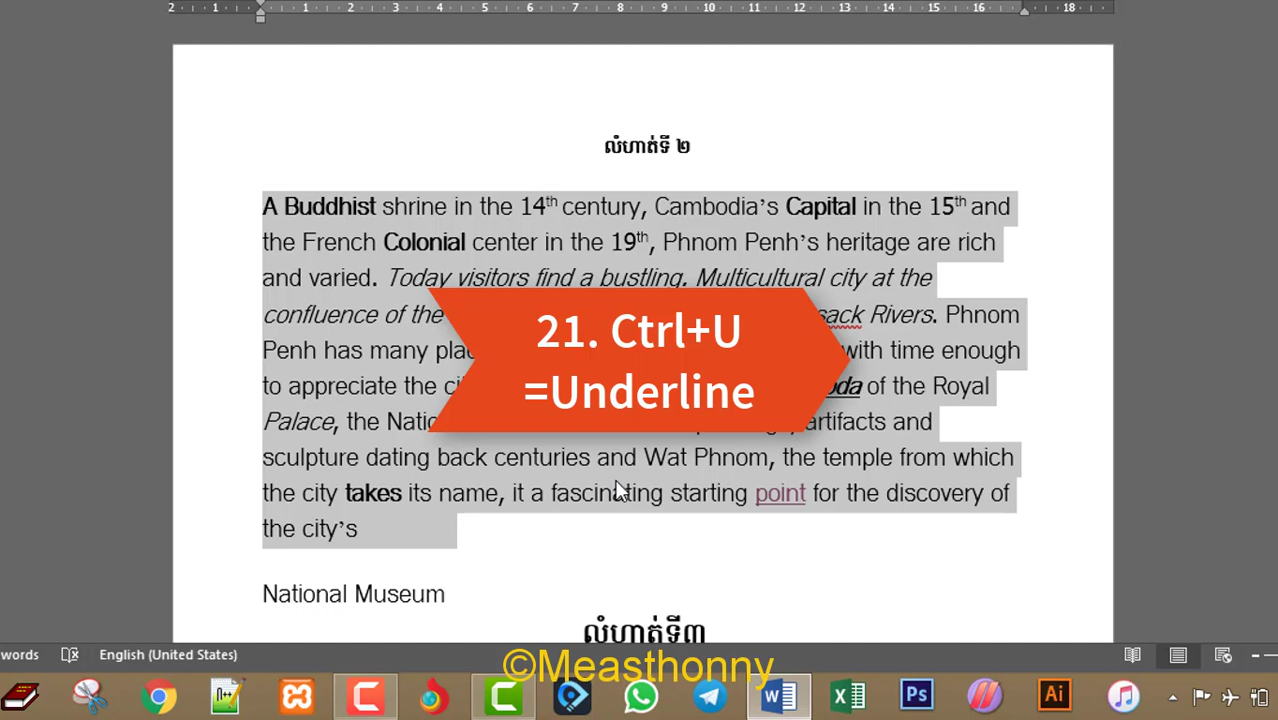 2 1 1 2 3 4 5 6 7 8 9 10 11 12 13 14 15 16 18
លំហាត់ទី ២
A Buddhist shrine in the 14th century, Cambodia's Capital in the 15th and
the French Colonial center in the 19th, Phnom Penh's heritage are rich
and varied. Today visitors find a bustling. Multicultural city at the
confluence of the sack Rivers. Phnom
Penh has many with time enough
to appreciate the of the Royal
Palace, the artifacts and
sculpture dating back centuries and Wat Phnom, the temple from which
the city takes its name, it a fascinating starting point for the discovery of
the city's
21. Ctrl+U
=Underline
National Museum
លំហាត់ទី៣
words English (United States)
©Measthonny
Ps
Ai